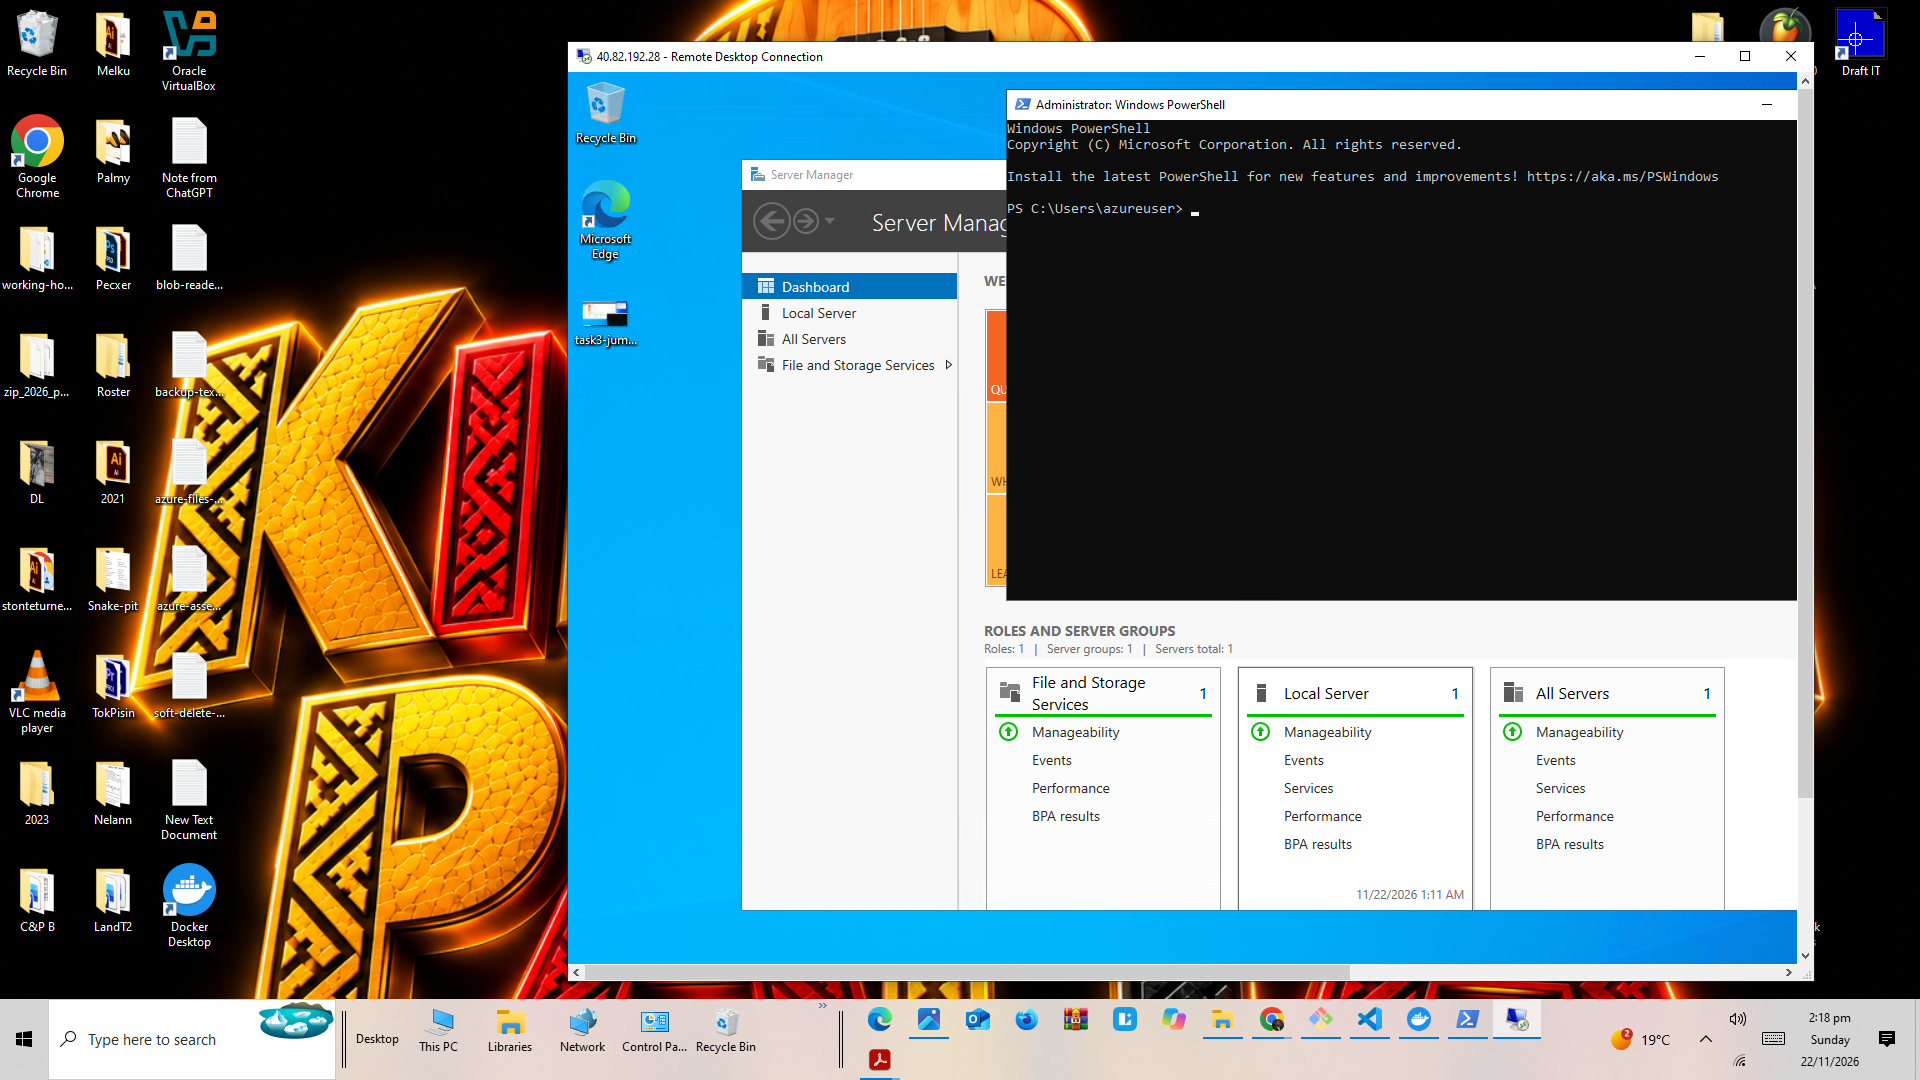 Recycle Bin
Melku
Oracle
VirtualBox
Google
Chrome
Palmy
Note from
ChatGPT
working-ho...
Pecxer
blob-reade...
zip_2026_p...
Roster
backup-tex...
DL
2021
azure-files-...
stonteturne...
Snake-pit
azure-asse...
VLC media
player
TokPisin
soft-delete-...
2023
Nelann
New Text
Document
C&P B
LandT2
Docker
Desktop
Draft IT
40.82.192.28 - Remote Desktop Connection
Recycle Bin
Microsoft
Edge
task3-jum...
Server Manager
Server Manag
Dashboard
Local Server
All Servers
File and Storage Services
WE
QU
WH
LEA
Administrator: Windows PowerShell
Windows PowerShell
Copyright (C) Microsoft Corporation. All rights reserved.
Install the latest PowerShell for new features and improvements! https://aka.ms/PSWindows
PS C:\Users\azureuser>
ROLES AND SERVER GROUPS
Roles: 1 | Server groups: 1 | Servers total: 1
File and Storage
Services
1
Manageability
Events
Performance
BPA results
Local Server 1
Manageability
Events
Services
Performance
BPA results
11/22/2026 1:11 AM
All Servers 1
Manageability
Events
Services
Performance
BPA results
KI
P
Type here to search
Desktop
This PC
Libraries
Network
Control Pa...
Recycle Bin
2
19°C
2:18 pm
Sunday
22/11/2026